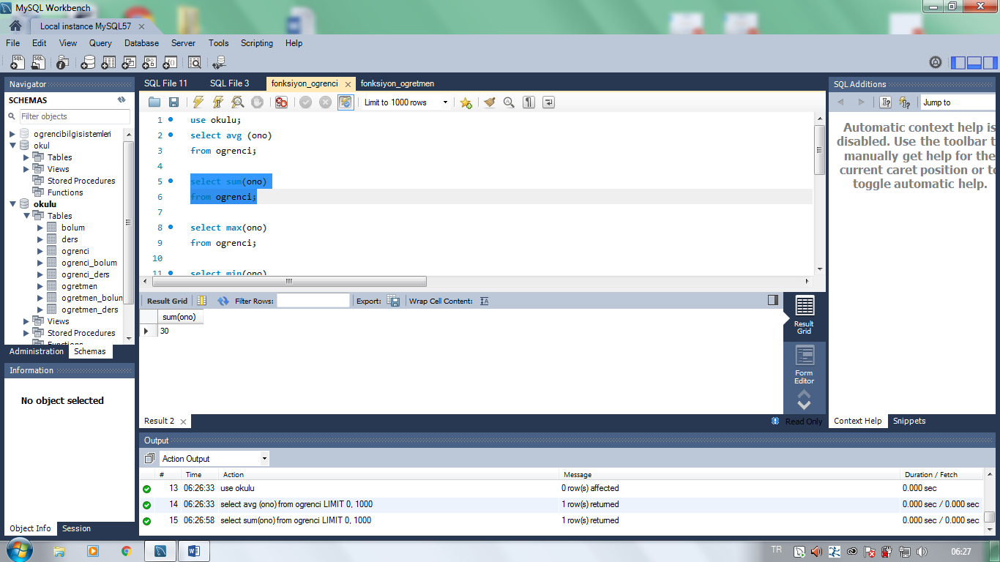 MySQL Workbench
Local instance MySQL57
File Edit View Query Database Server Tools Scripting Help
Navigator
SCHEMAS
Filter objects
ogrencibilgisistemleri
okul
Tables
Views
Stored Procedures
Functions
okulu
Tables
bolum
ders
ogrenci
ogrenci_bolum
ogrenci_ders
ogretmen
ogretmen_bolun
ogretmen_ders
Views
Stored Procedures
Functions
Administration Schemas
Information
No object selected
Object Info Session
SQL File 11 SQL File 3 fonksiyon_ogrenci fonksiyon_ogretmen
Limit to 1000 rows
1 use okulu;
2 select avg (ono)
3 from ogrenci;
4
5 select sum(ono)
6 from ogrenci;
7
8 select max(ono)
9 from ogrenci;
10
11 select min(ono)
Result Grid Filter Rows: Export: Wrap Cell Content:
sum(ono)
30
Result Grid
Form Editor
Result 2 Read Only
SQL Additions
Jump to
Automatic context help is
disabled. Use the toolbar t
manually get help for the
current caret position or to
toggle automatic help.
Context Help Snippets
Output
Action Output
# Time Action Message Duration / Fetch
13 06:26:33 use okulu 0 row(s) affected 0.000 sec
14 06:26:33 select avg (ono) from ogrenci LIMIT 0, 1000 1 row(s) returned 0.000 sec / 0.000 sec
15 06:26:58 select sum(ono) from ogrenci LIMIT 0, 1000 1 row(s) returned 0.000 sec / 0.000 sec
TR 06:27